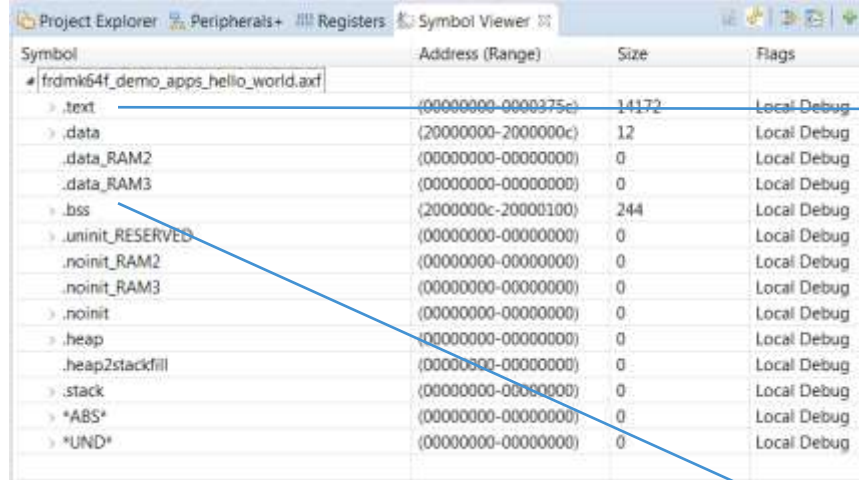 Project Explorer Peripherals+ Registers Symbol Viewer
Symbol Address (Range) Size Flags
frdmk64f_demo_apps_hello_world.axf
.text (00000000-0000375c) 14172 Local Debug
.data (20000000-2000000c) 12 Local Debug
.data_RAM2 (00000000-00000000) 0 Local Debug
.data_RAM3 (00000000-00000000) 0 Local Debug
.bss (2000000c-20000100) 244 Local Debug
.uninit_RESERVED (00000000-00000000) 0 Local Debug
.noinit_RAM2 (00000000-00000000) 0 Local Debug
.noinit_RAM3 (00000000-00000000) 0 Local Debug
.noinit (00000000-00000000) 0 Local Debug
.heap (00000000-00000000) 0 Local Debug
.heap2stackfill (00000000-00000000) 0 Local Debug
.stack (00000000-00000000) 0 Local Debug
*ABS* (00000000-00000000) 0 Local Debug
*UND* (00000000-00000000) 0 Local Debug